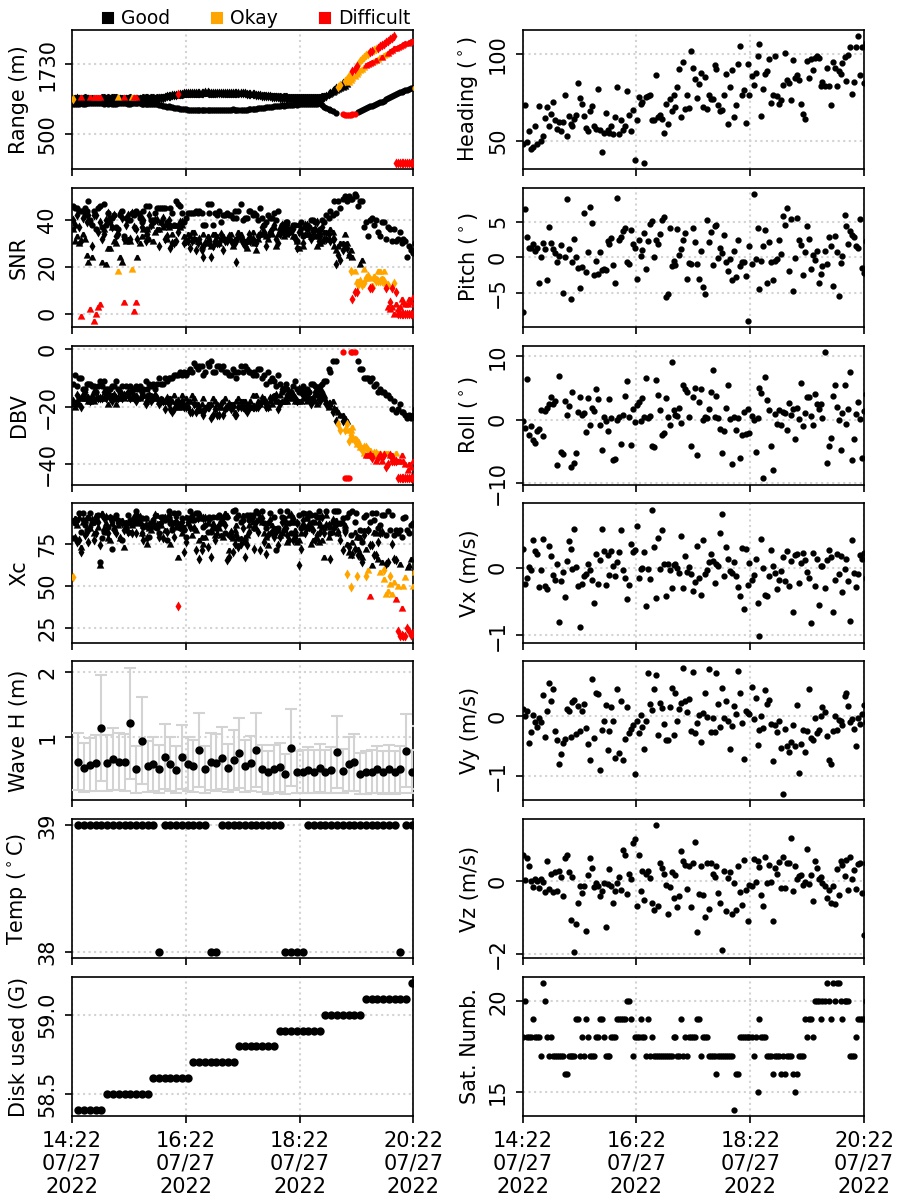 Good Okay Difficult
Range (m)
1730
500
Heading (°)
100
50
SNR
40
20
0
Pitch (°)
5
0
−5
DBV
0
−20
−40
Roll (°)
10
0
−10
Xc
75
50
25
Vx (m/s)
0
−1
Wave H (m)
2
1
Vy (m/s)
0
−1
Temp (°C)
39
38
Vz (m/s)
0
−2
Disk used (G)
59.0
58.5
Sat. Numb.
20
15
14:22 16:22 18:22 20:22
07/27 07/27 07/27 07/27
2022 2022 2022 2022
14:22 16:22 18:22 20:22
07/27 07/27 07/27 07/27
2022 2022 2022 2022